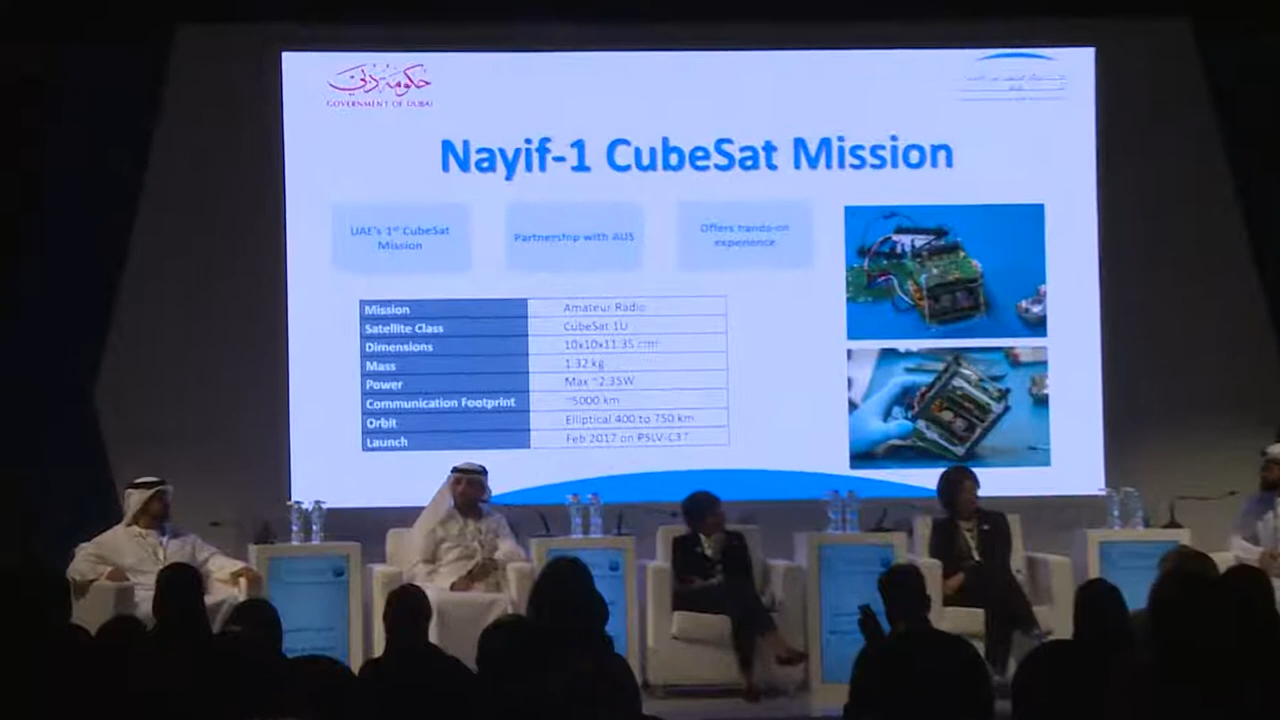 حكومة دبي
GOVERNMENT OF DUBAI
Nayif-1 CubeSat Mission
UAE's 1st CubeSat
Mission
Partnership with AUS
Offers hands-on
experience
Mission Amateur Radio
Satellite Class CubeSat 1U
Dimensions 10x10x11.35 cm³
Mass 1.32 kg
Power Max ~2.35W
Communication Footprint ~5000 km
Orbit Elliptical 400 to 750 km
Launch Feb 2017 on PSLV-C37